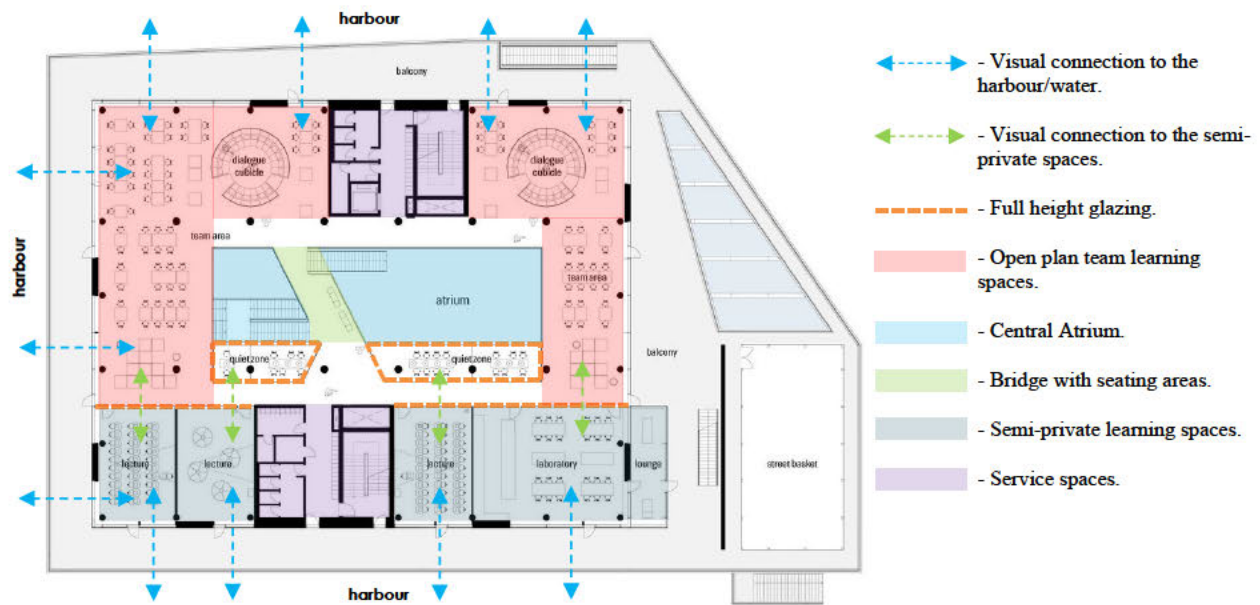 harbour
harbour
balcony
dialogue
cubicle
dialogue
cubicle
team area
team area
atrium
harbour
quietzone
quietzone
balcony
lecture
lecture
lecture
laboratory
lounge
street basket
harbour
- Visual connection to the
harbour/water.
- Visual connection to the semi-
private spaces.
- Full height glazing.
- Open plan team learning
spaces.
- Central Atrium.
- Bridge with seating areas.
- Semi-private learning spaces.
- Service spaces.